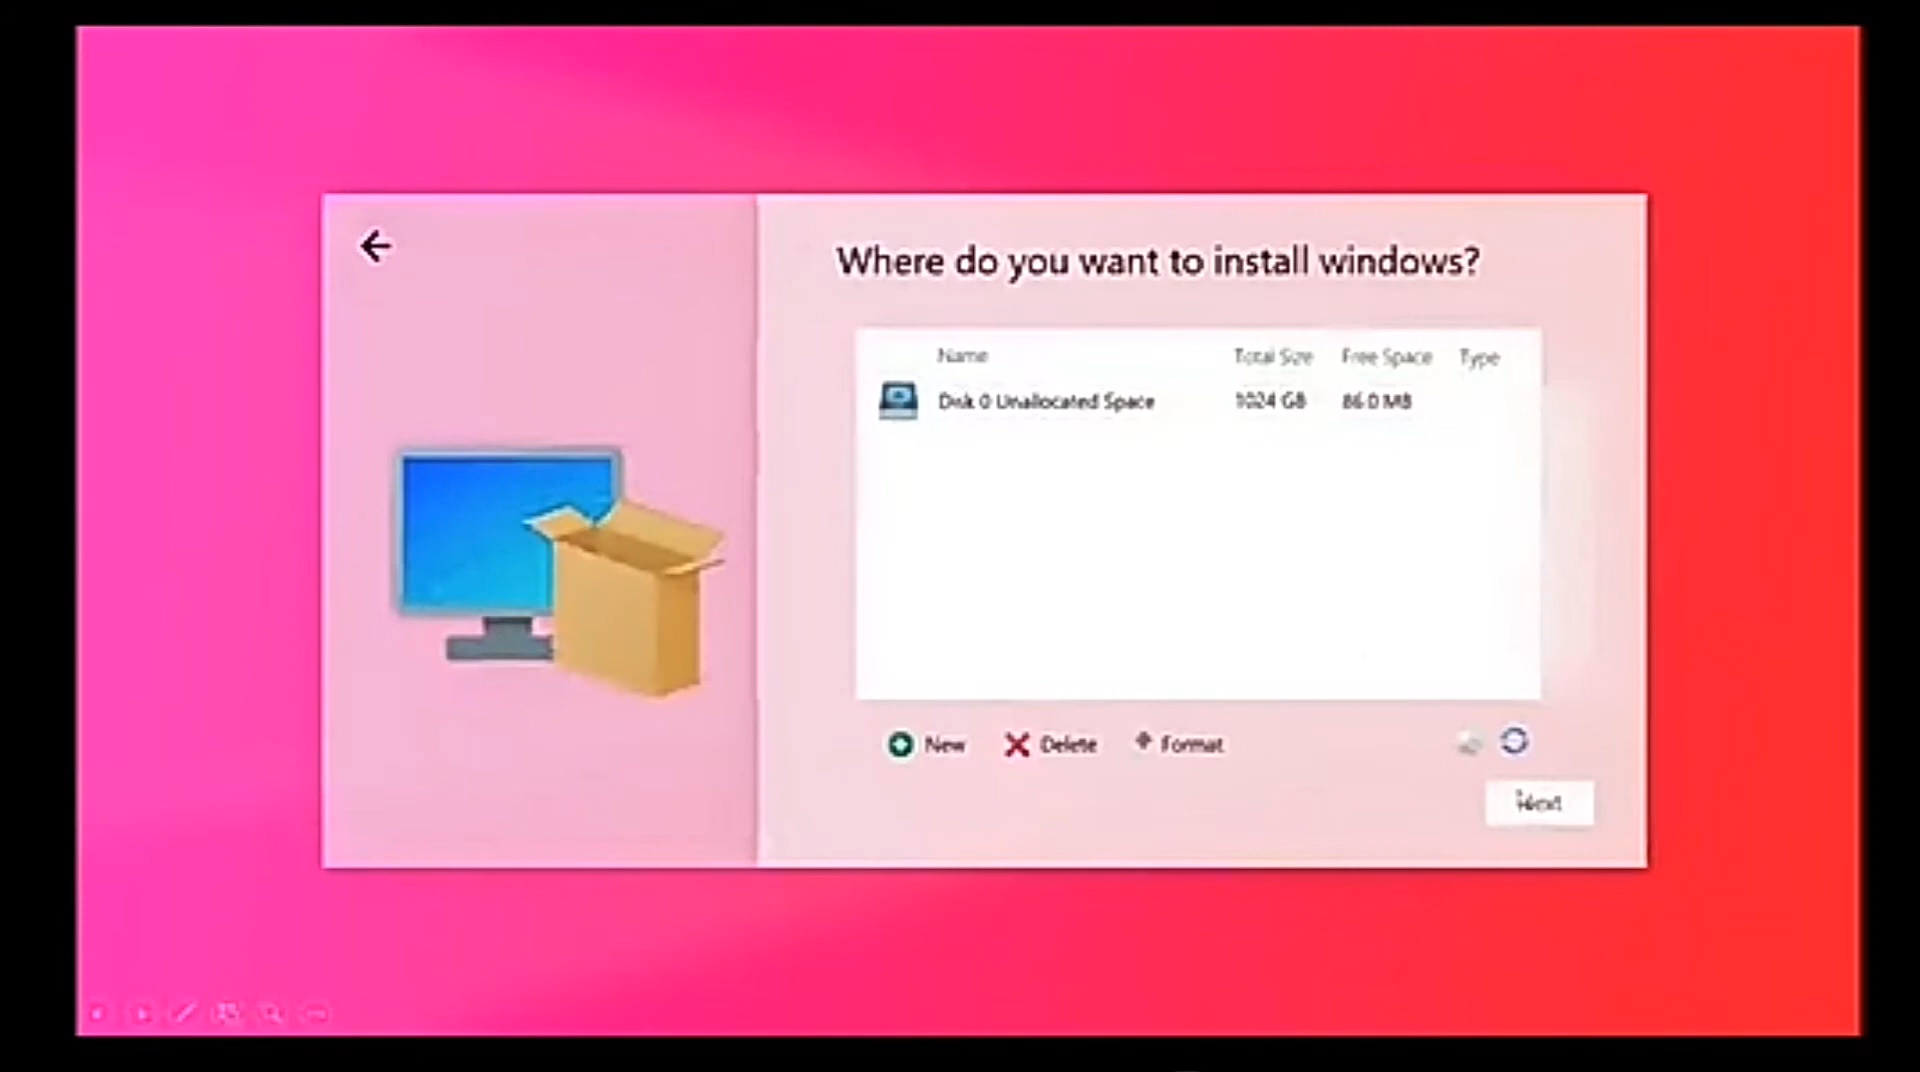 Where do you want to install windows?
Name Total Size Free Space Type
Disk 0 Unallocated Space 1024 GB 86.0 MB
New Delete Format
Next